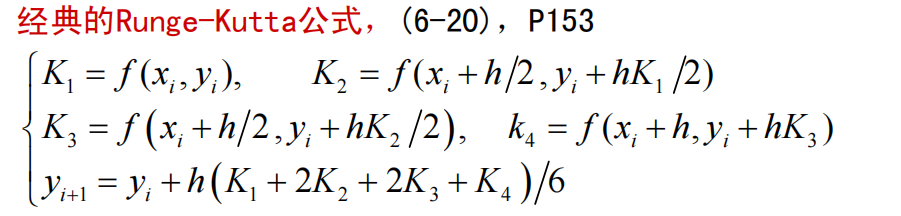 经典的Runge-Kutta公式，(6-20)，P153
K₁ = f(xᵢ, yᵢ),  K₂ = f(xᵢ + h/2, yᵢ + hK₁/2)
K₃ = f(xᵢ + h/2, yᵢ + hK₂/2),  k₄ = f(xᵢ + h, yᵢ + hK₃)
yᵢ₊₁ = yᵢ + h(K₁ + 2K₂ + 2K₃ + K₄)/6